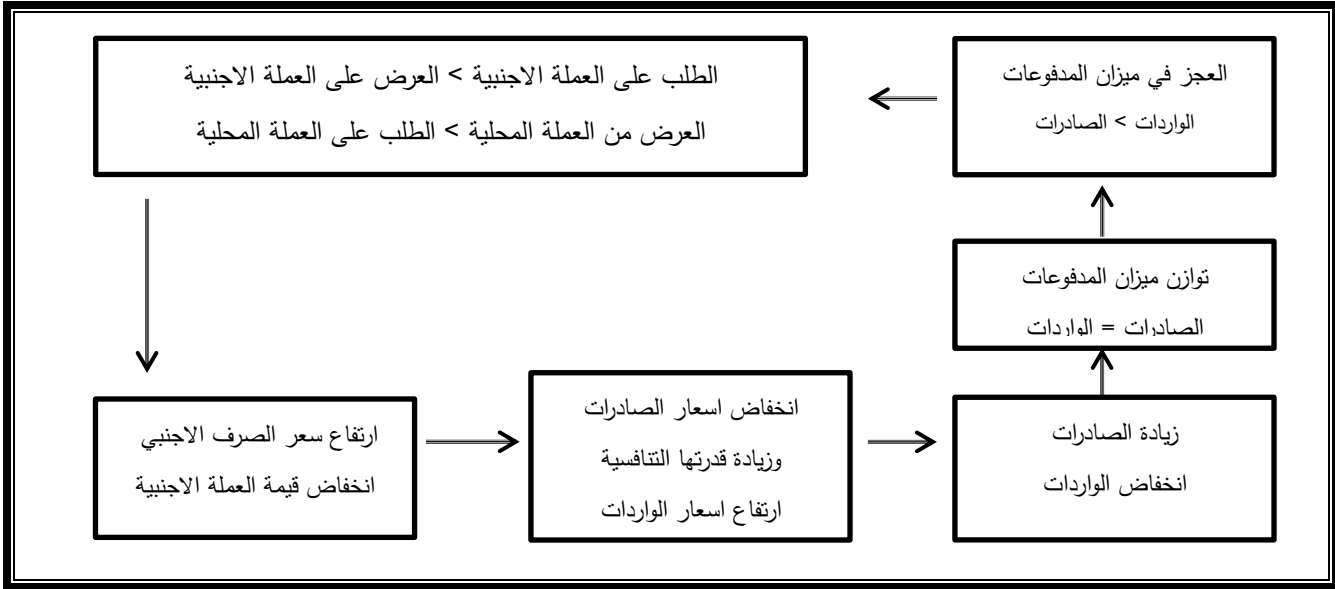 العجز في ميزان المدفوعات
الواردات > الصادرات
الطلب على العملة الاجنبية > العرض على العملة الاجنبية
العرض من العملة المحلية > الطلب على العملة المحلية
ارتفاع سعر الصرف الاجنبي
انخفاض قيمة العملة الاجنبية
انخفاض اسعار الصادرات
وزيادة قدرتها التنافسية
ارتفاع اسعار الواردات
زيادة الصادرات
انخفاض الواردات
توازن ميزان المدفوعات
الصادرات = الواردات